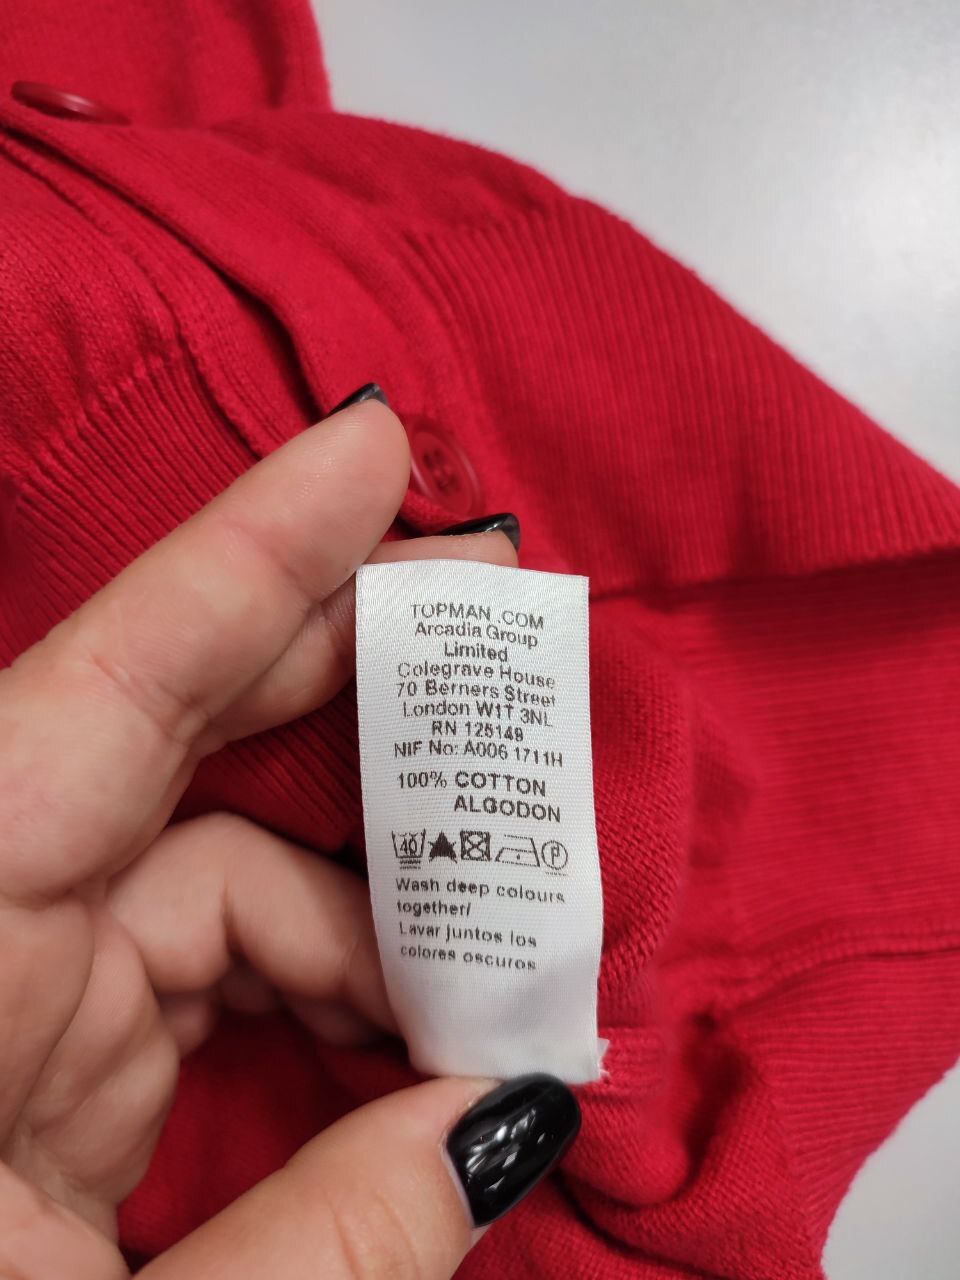 TOPMAN .COM
Arcadia Group
Limited
Colegrave House
70 Berners Street
London W1T 3NL
RN 125149
NIF No: A006 1711H
100% COTTON
ALGODON
40 P
Wash deep colours
together/
Lavar juntos los
colores oscuros